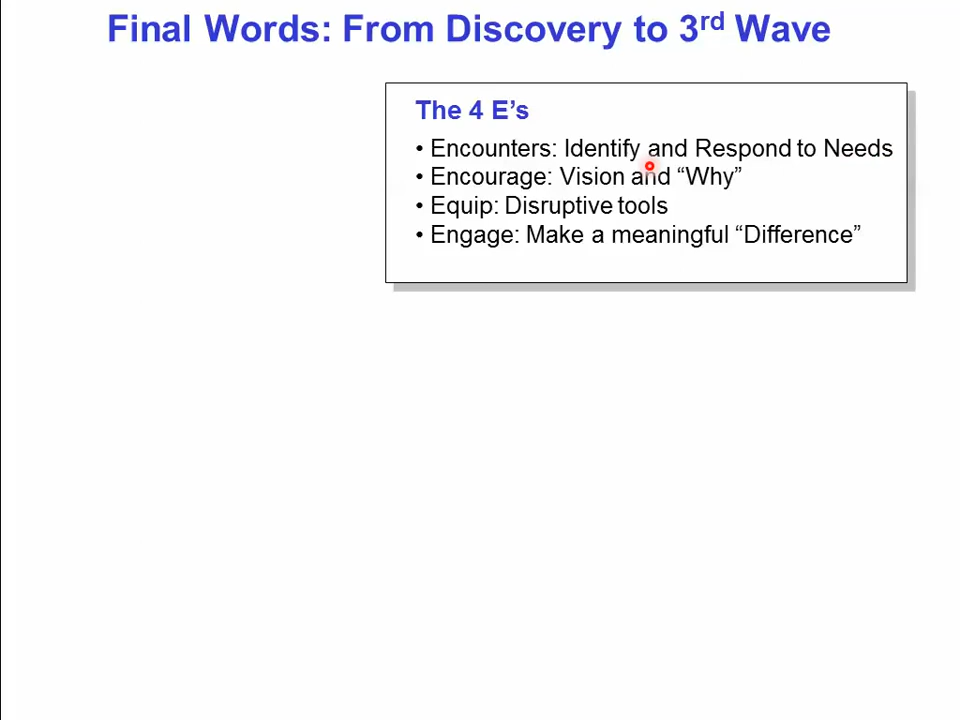 Final Words: From Discovery to 3rd Wave
The 4 E’s
• Encounters: Identify and Respond to Needs
• Encourage: Vision and “Why”
• Equip: Disruptive tools
• Engage: Make a meaningful “Difference”